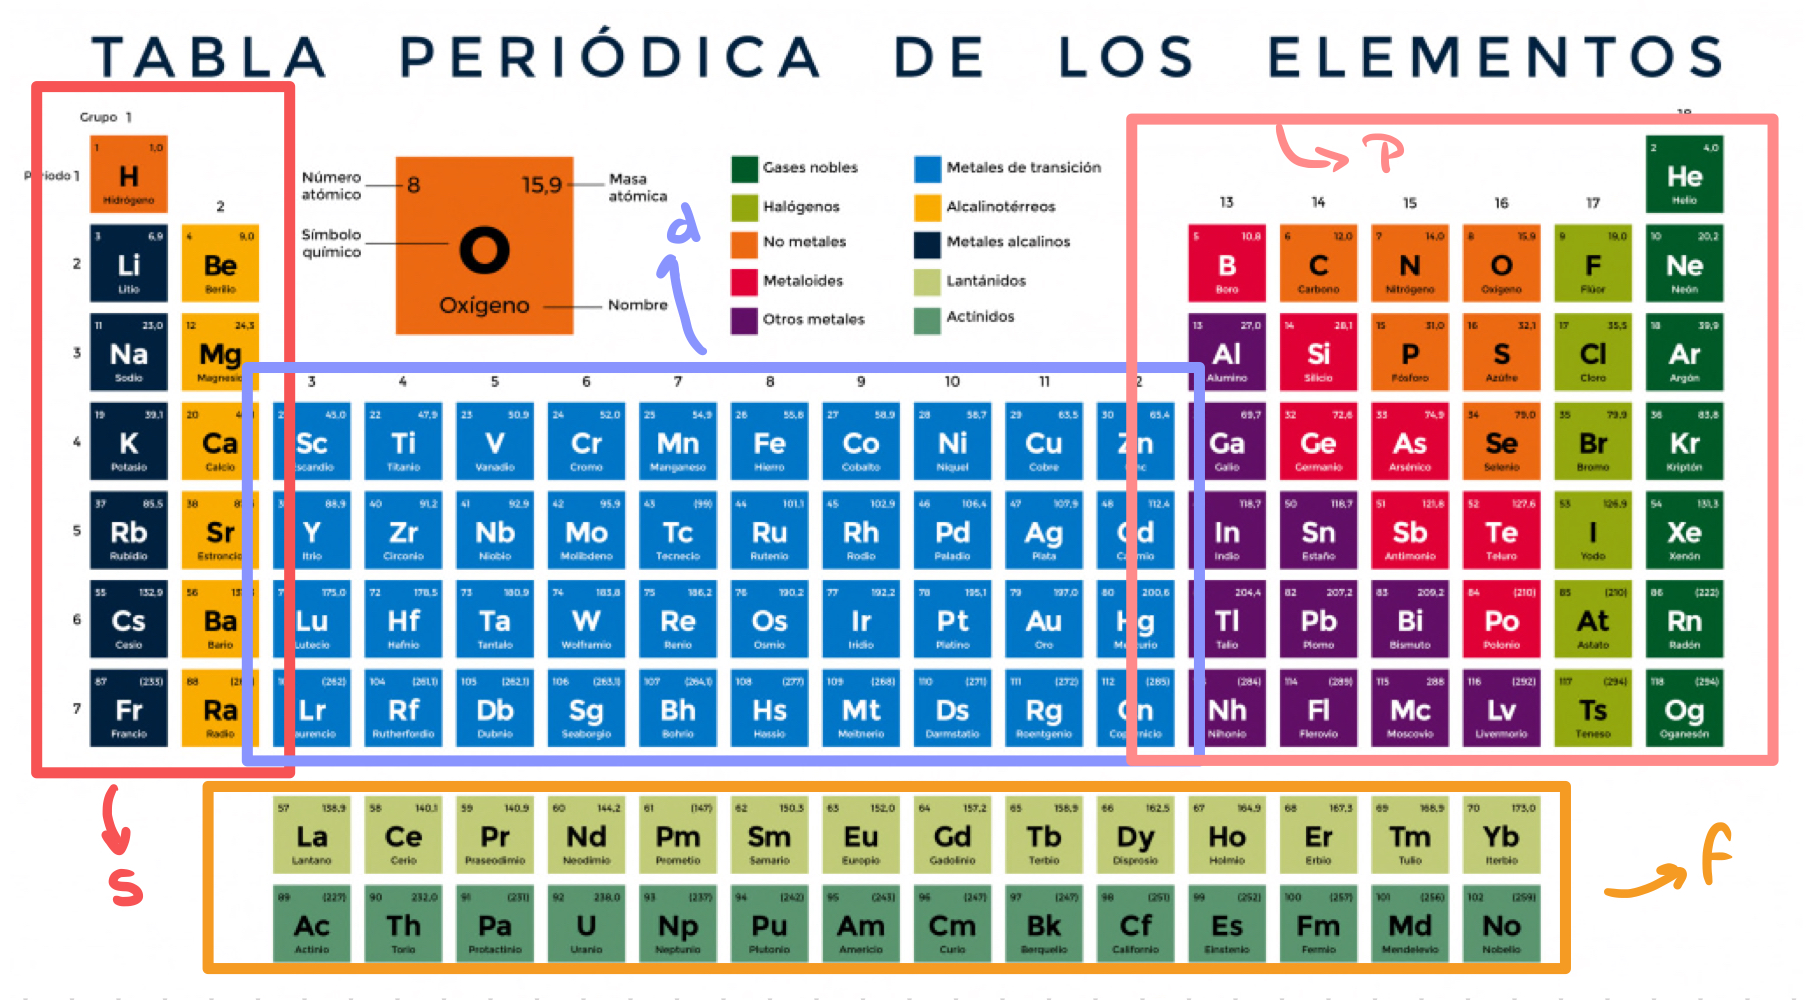 TABLA PERIÓDICA DE LOS ELEMENTOS
Grupo 1
18
Periodo 1
1 1,0
H
Hidrógeno
2 4,0
He
Helio
Número atómico
8 15,9
Masa atómica
Símbolo químico
O
Oxígeno
Nombre
Gases nobles
Halógenos
No metales
Metaloides
Otros metales
Metales de transición
Alcalinotérreos
Metales alcalinos
Lantánidos
Actínidos
d
P
2
13 14 15 16 17
2
3 6,9 4 9,0 5 10,8 6 12,0 7 14,0 8 15,9 9 19,0 10 20,2
Li Be B C N O F Ne
Litio Berilio Boro Carbono Nitrógeno Oxígeno Flúor Neón
3
11 23,0 12 24,3 13 27,0 14 28,1 15 31,0 16 32,1 17 35,5 18 39,9
Na Mg Al Si P S Cl Ar
Sodio Magnesio Alumino Silicio Fósforo Azúfre Cloro Argón
3 4 5 6 7 8 9 10 11 2
4
19 39,1 20 45,0 22 47,9 23 50,9 24 52,0 25 54,9 26 55,8 27 58,9 28 58,7 29 63,5 30 65,4 69,7 32 72,6 33 74,9 34 79,0 35 79,9 36 83,8
K Ca Sc Ti V Cr Mn Fe Co Ni Cu Zn Ga Ge As Se Br Kr
Potasio Calcio Escandio Titanio Vanadio Cromo Manganeso Hierro Cobalto Niquel Cobre Zinc Galio Germanio Arsénico Selenio Bromo Kriptón
5
37 85,5 38 88,9 40 91,2 41 92,9 42 95,9 43 (99) 44 101,1 45 102,9 46 106,4 47 107,9 48 112,4 118,7 50 118,7 51 121,8 52 127,6 53 126,9 54 131,3
Rb Sr Y Zr Nb Mo Tc Ru Rh Pd Ag Cd In Sn Sb Te I Xe
Rubidio Estroncio Itrio Circonio Niobio Molibdeno Tecnecio Rutenio Rodio Paladio Plata Cadmio Indio Estaño Antimonio Teluro Yodo Xenón
6
55 132,9 56 175,0 72 178,5 73 180,9 74 183,8 75 186,2 76 190,2 77 192,2 78 195,1 79 197,0 80 200,6 204,4 82 207,2 83 209,2 84 (210) 85 (210) 86 (222)
Cs Ba Lu Hf Ta W Re Os Ir Pt Au Hg Tl Pb Bi Po At Rn
Cesio Bario Lutecio Hafnio Tantalo Wolframio Renio Osmio Iridio Platino Oro Mercurio Talio Plomo Bismuto Polonio Astato Radón
7
87 (233) 88 (262) 104 (261,1) 105 (262,1) 106 (263,1) 107 (264,1) 108 (277) 109 (268) 110 (271) 111 (272) 112 (285) (284) 114 (289) 115 288 116 (292) 117 (294) 118 (294)
Fr Ra Lr Rf Db Sg Bh Hs Mt Ds Rg Cn Nh Fl Mc Lv Ts Og
Francio Radio Laurencio Rutherfordio Dubnio Seaborgio Bohrio Hassio Meitnerio Darmstatio Roentgenio Copernicio Nihonio Flerovio Moscovio Livermorio Teneso Oganesón
s
57 138,9 58 140,1 59 140,9 60 144,2 61 (147) 62 150,3 63 152,0 64 157,2 65 158,9 66 162,5 67 164,9 68 167,3 69 168,9 70 173,0
La Ce Pr Nd Pm Sm Eu Gd Tb Dy Ho Er Tm Yb
Lantano Cerio Praseodimio Neodimio Prometio Samario Europio Gadolinio Terbio Disprosio Holmio Erbio Tulio Iterbio
f
89 (227) 90 232,0 91 (231) 92 238,0 93 (237) 94 (242) 95 (243) 96 (247) 97 (247) 98 (251) 99 (252) 100 (257) 101 (256) 102 (259)
Ac Th Pa U Np Pu Am Cm Bk Cf Es Fm Md No
Actinio Torio Protactinio Uranio Neptunio Plutonio Americio Curio Berquelio Californio Einstenio Fermio Mendelevio Nobelio